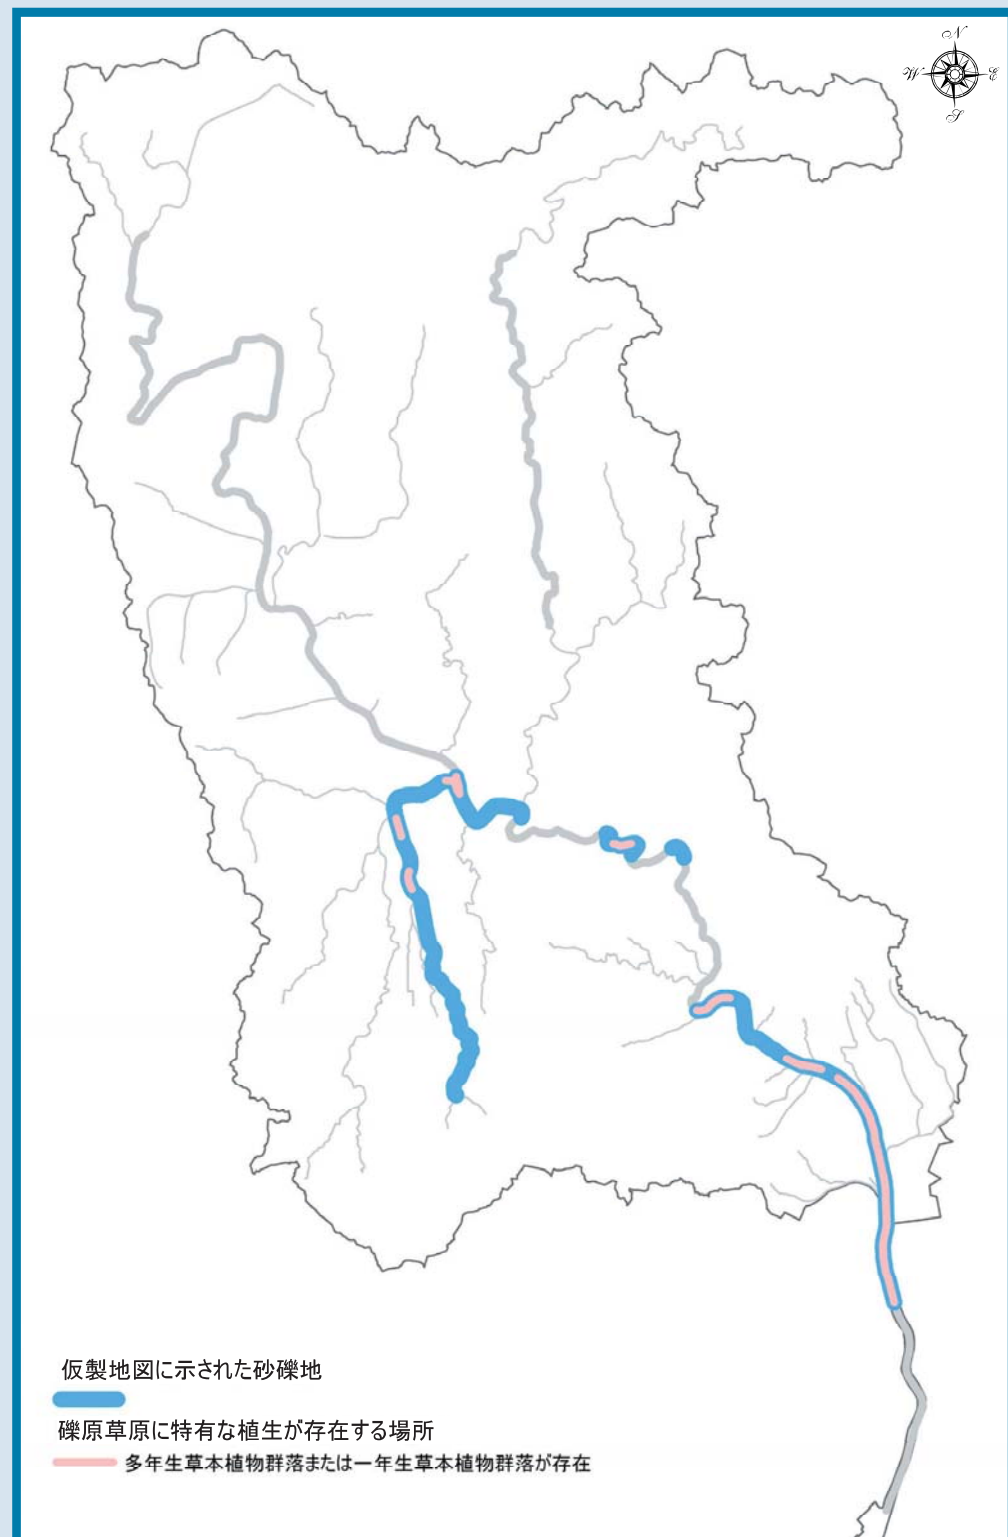 N
W
E
S
仮製地図に示された砂礫地
礫原草原に特有な植生が存在する場所
多年生草本植物群落または一年生草本植物群落が存在